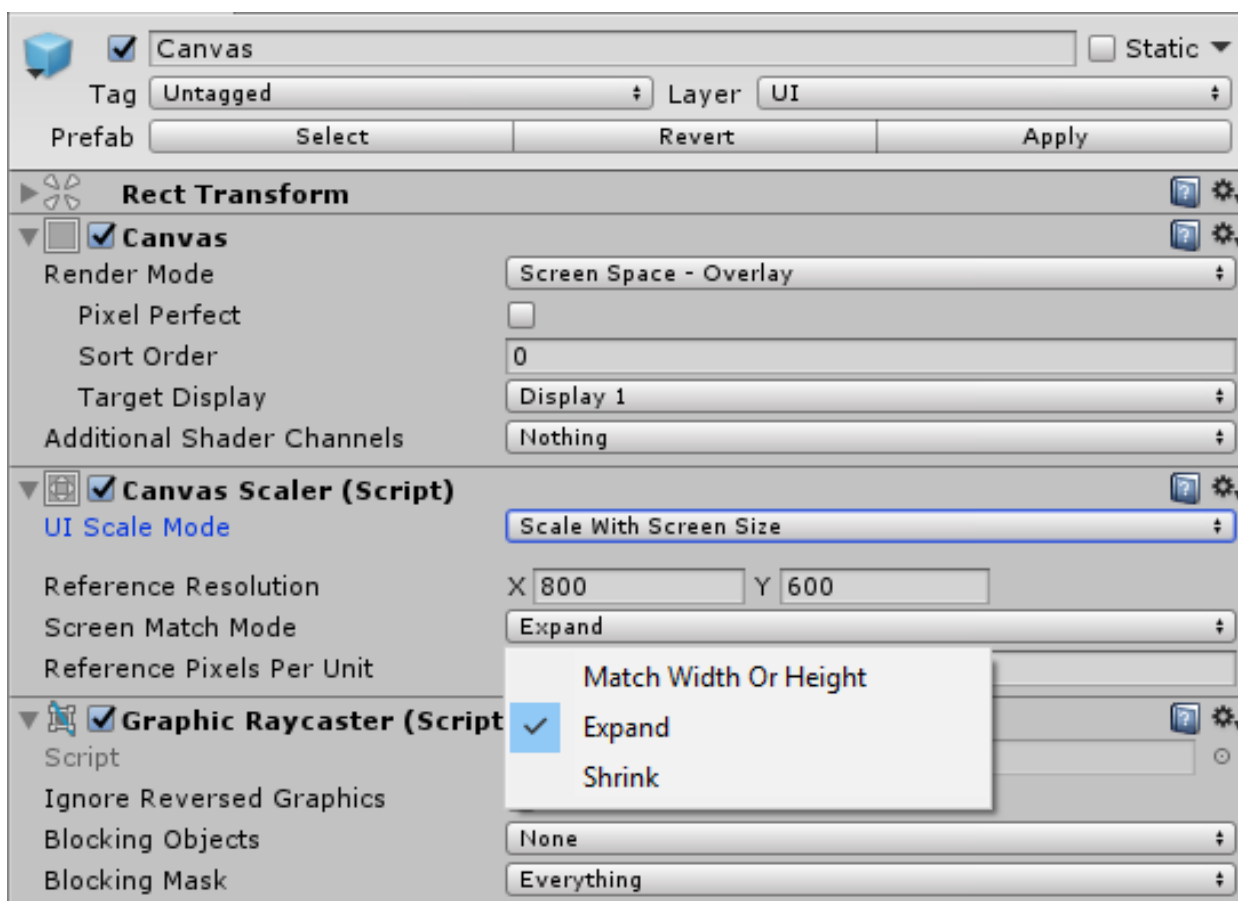 Canvas Static
Tag Untagged Layer UI
Prefab Select Revert Apply
Rect Transform
Canvas
Render Mode Screen Space - Overlay
Pixel Perfect
Sort Order 0
Target Display Display 1
Additional Shader Channels Nothing
Canvas Scaler (Script)
UI Scale Mode Scale With Screen Size
Reference Resolution X 800 Y 600
Screen Match Mode Expand
Reference Pixels Per Unit
Match Width Or Height
Graphic Raycaster (Script
Expand
Script
Shrink
Ignore Reversed Graphics
Blocking Objects None
Blocking Mask Everything